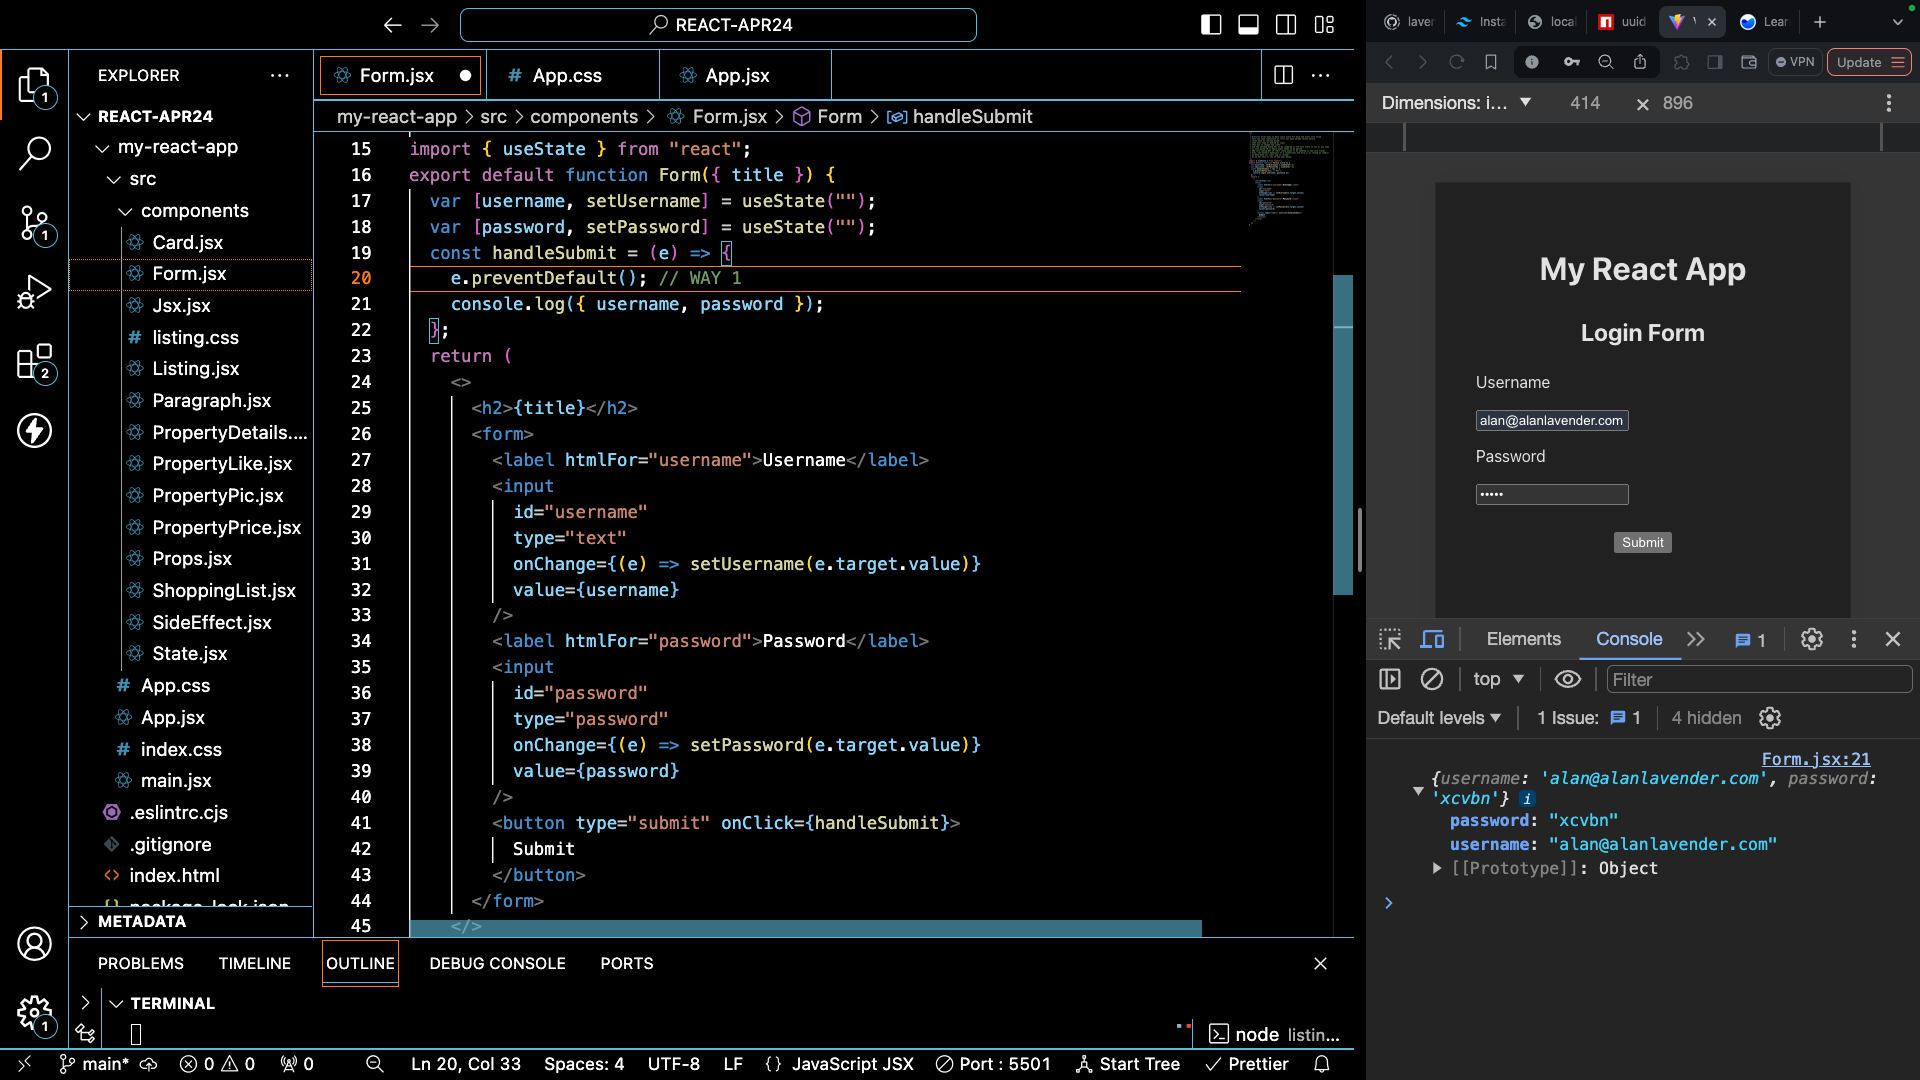 REACT-APR24
EXPLORER
REACT-APR24
my-react-app
src
components
Card.jsx
Form.jsx
Jsx.jsx
listing.css
Listing.jsx
Paragraph.jsx
PropertyDetails....
PropertyLike.jsx
PropertyPic.jsx
PropertyPrice.jsx
Props.jsx
ShoppingList.jsx
SideEffect.jsx
State.jsx
App.css
App.jsx
index.css
main.jsx
.eslintrc.cjs
.gitignore
index.html
package-lock.json
METADATA
1
1
2
1
Form.jsx
App.css
App.jsx
my-react-app > src > components > Form.jsx > Form > handleSubmit
15 import { useState } from "react";
16 export default function Form({ title }) {
17 var [username, setUsername] = useState("");
18 var [password, setPassword] = useState("");
19 const handleSubmit = (e) => {
20 e.preventDefault(); // WAY 1
21 console.log({ username, password });
22 };
23 return (
24 <>
25 <h2>{title}</h2>
26 <form>
27 <label htmlFor="username">Username</label>
28 <input
29 id="username"
30 type="text"
31 onChange={(e) => setUsername(e.target.value)}
32 value={username}
33 />
34 <label htmlFor="password">Password</label>
35 <input
36 id="password"
37 type="password"
38 onChange={(e) => setPassword(e.target.value)}
39 value={password}
40 />
41 <button type="submit" onClick={handleSubmit}>
42 Submit
43 </button>
44 </form>
45 </>
PROBLEMS TIMELINE OUTLINE DEBUG CONSOLE PORTS
TERMINAL
node listin...
main* 0 0 0 Ln 20, Col 33 Spaces: 4 UTF-8 LF {} JavaScript JSX Port : 5501 Start Tree Prettier
laver Insta local uuid Lear
VPN Update
Dimensions: i... 414 × 896
My React App
Login Form
Username
alan@alanlavender.com
Password
•••••
Submit
Elements Console 1
top Filter
Default levels 1 Issue: 1 4 hidden
Form.jsx:21
{username: 'alan@alanlavender.com', password:
'xcvbn'} i
password: "xcvbn"
username: "alan@alanlavender.com"
[[Prototype]]: Object